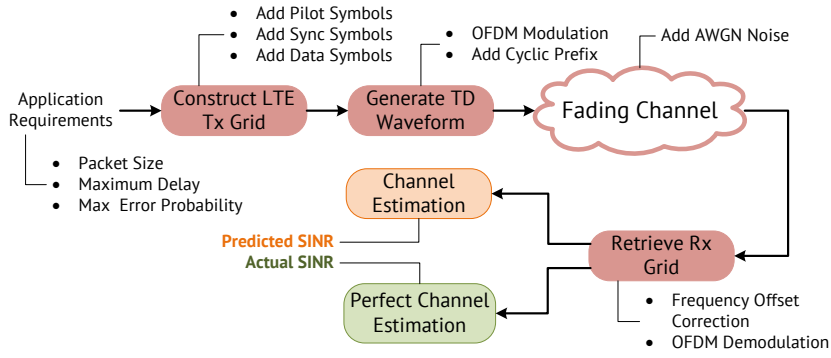 • Add Pilot Symbols
• Add Sync Symbols
• Add Data Symbols
• OFDM Modulation
• Add Cyclic Prefix
• Add AWGN Noise
Application
Requirements
Construct LTE
Tx Grid
Generate TD
Waveform
Fading Channel
• Packet Size
• Maximum Delay
• Max Error Probability
Channel
Estimation
Predicted SINR
Actual SINR
Retrieve Rx
Grid
Perfect Channel
Estimation
• Frequency Offset
Correction
• OFDM Demodulation